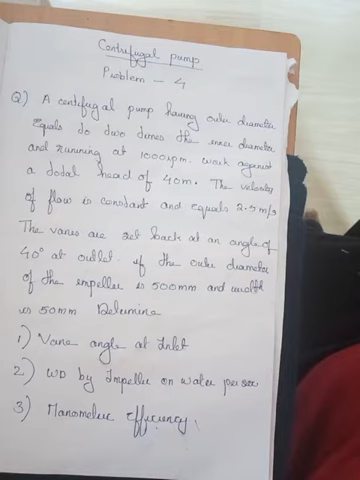 Centrifugal pump
Problem - 4
Q) A centifugal pump having outer diameter
equals to two times the inner diameter
and running at 1000rpm. work against
a total head of 40m. The velocity
of flow is constant and equals 2.5m/s
The vanes are set back at an angle of
40° at outlet. if the outer diameter
of the impeller is 500mm and width
is 50mm Determine
1) Vane angle at Inlet
2) WD by Impeller on water per sec
3) Manometric efficiency.